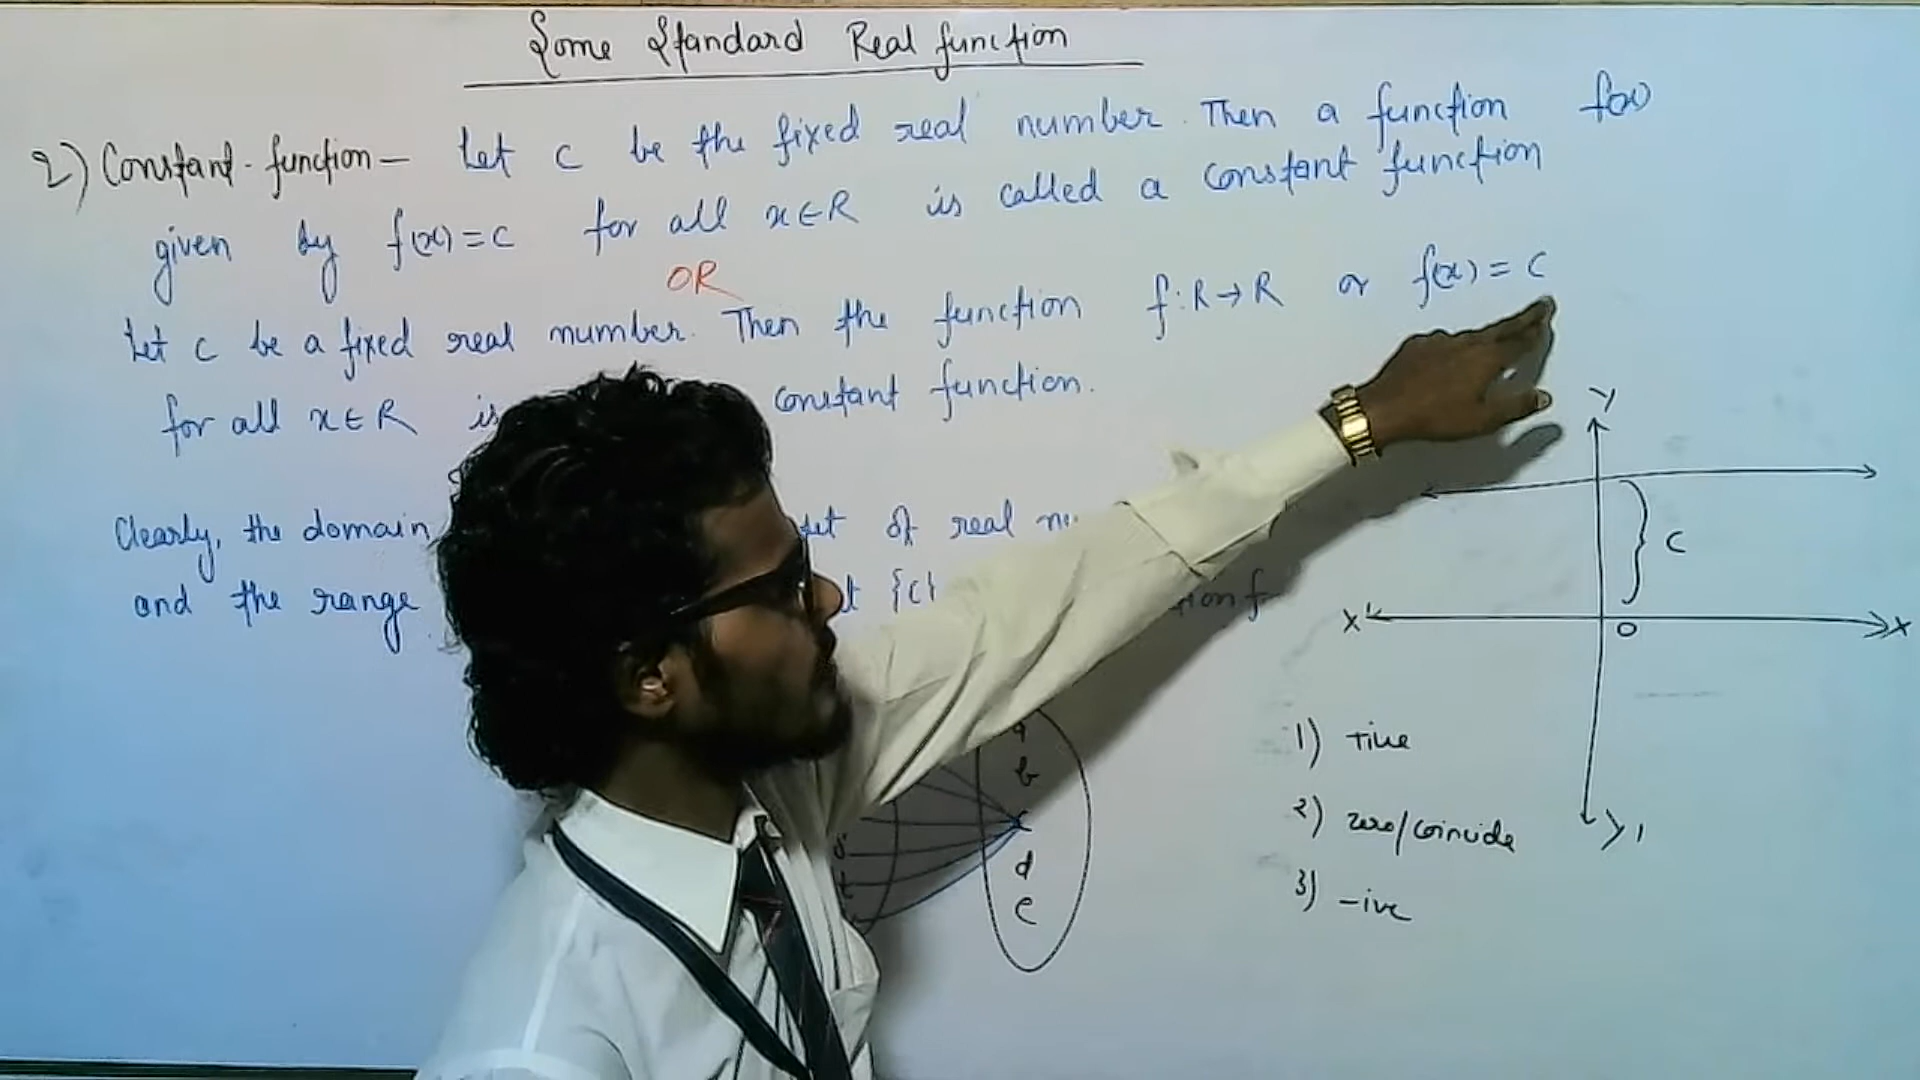 Some Standard Real function
2) Constant function — Let c be the fixed real number. Then a function f(x)
given by f(x) = c for all x∈R is called a constant function
OR
Let c be a fixed real number. Then the function f:R→R or f(x) = c
for all x∈R is constant function.
Clearly, the domain set of real
and the range {c}
Y
C
X' O X
Y'
a
b
c
d
e
1) +ive
2) zero/coincide
3) -ive